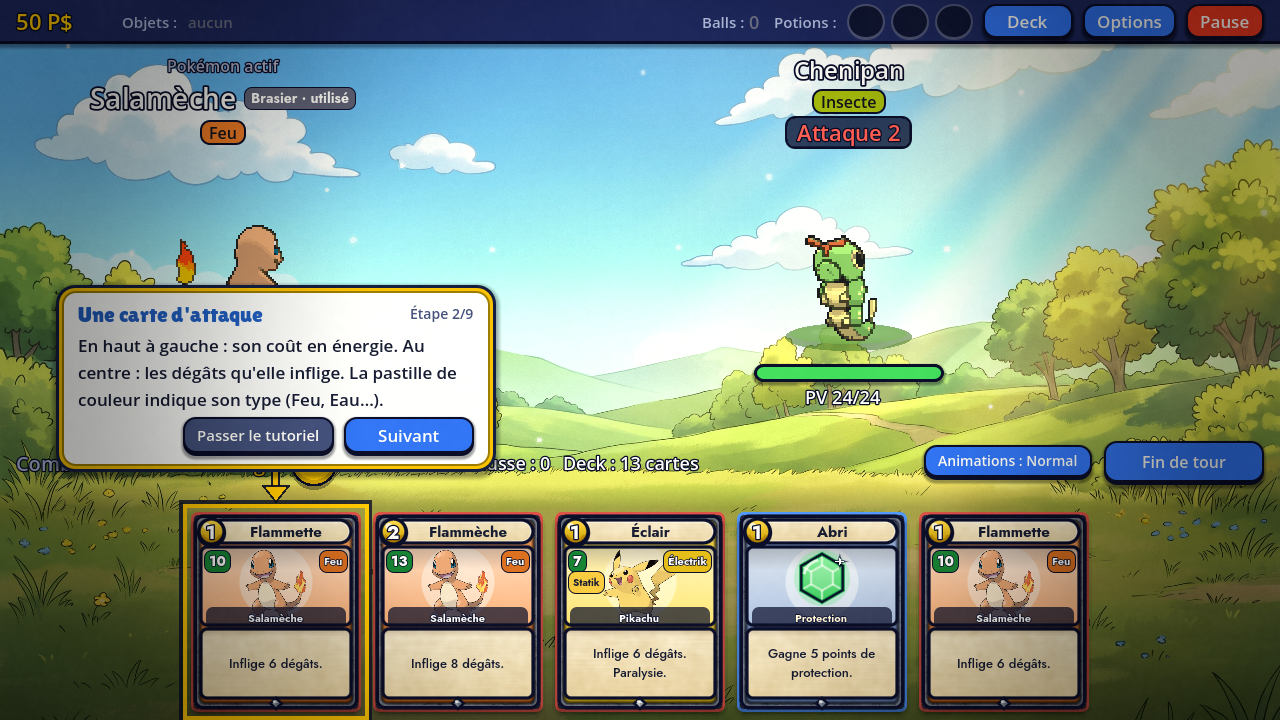 50 P$
Objets : aucun
Balls : 0
Potions :
Deck
Options
Pause
Pokémon actif
Salamèche
Brasier · utilisé
Feu
Chenipan
Insecte
Attaque 2
PV 24/24
Une carte d'attaque
Étape 2/9
En haut à gauche : son coût en énergie. Au
centre : les dégâts qu'elle inflige. La pastille de
couleur indique son type (Feu, Eau...).
Passer le tutoriel
Suivant
Deck : 13 cartes
Animations : Normal
Fin de tour
1
Flammette
10
Feu
Salamèche
Inflige 6 dégâts.
2
Flammèche
13
Feu
Salamèche
Inflige 8 dégâts.
1
Éclair
7
Électrik
Statik
Pikachu
Inflige 6 dégâts.
Paralysie.
1
Abri
Protection
Gagne 5 points de
protection.
1
Flammette
10
Feu
Salamèche
Inflige 6 dégâts.